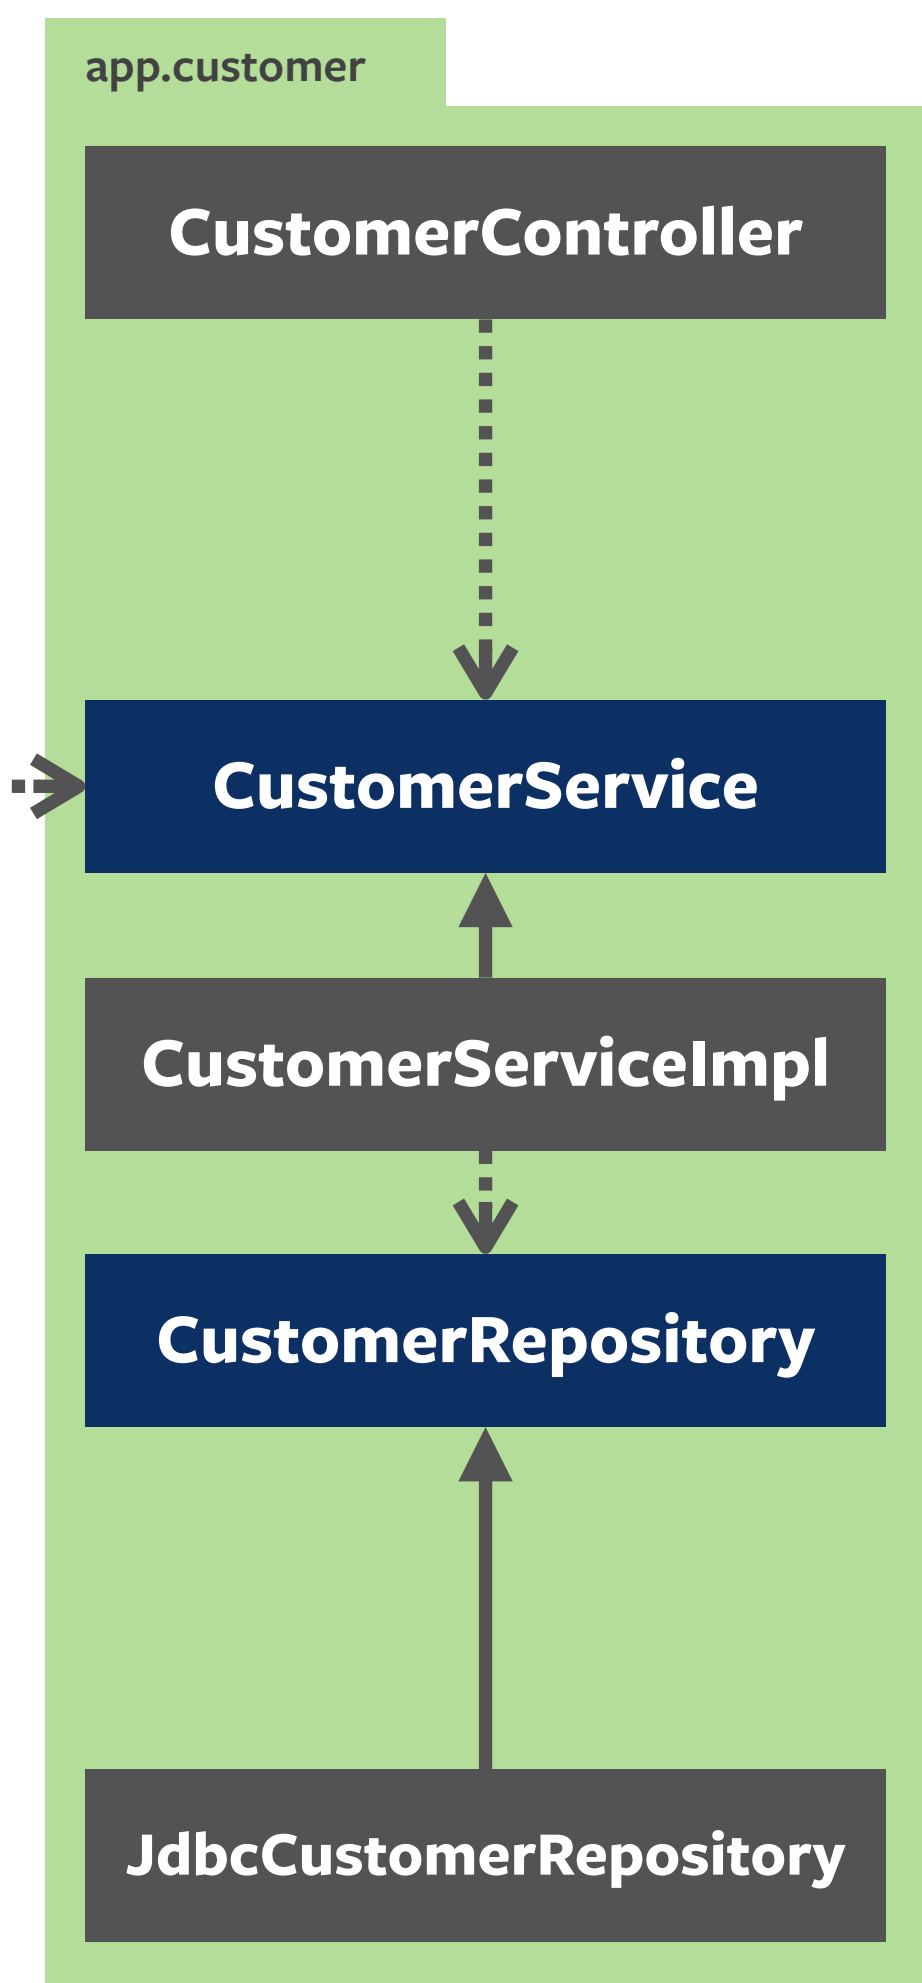 app.customer
CustomerController
CustomerService
CustomerServiceImpl
CustomerRepository
JdbcCustomerRepository